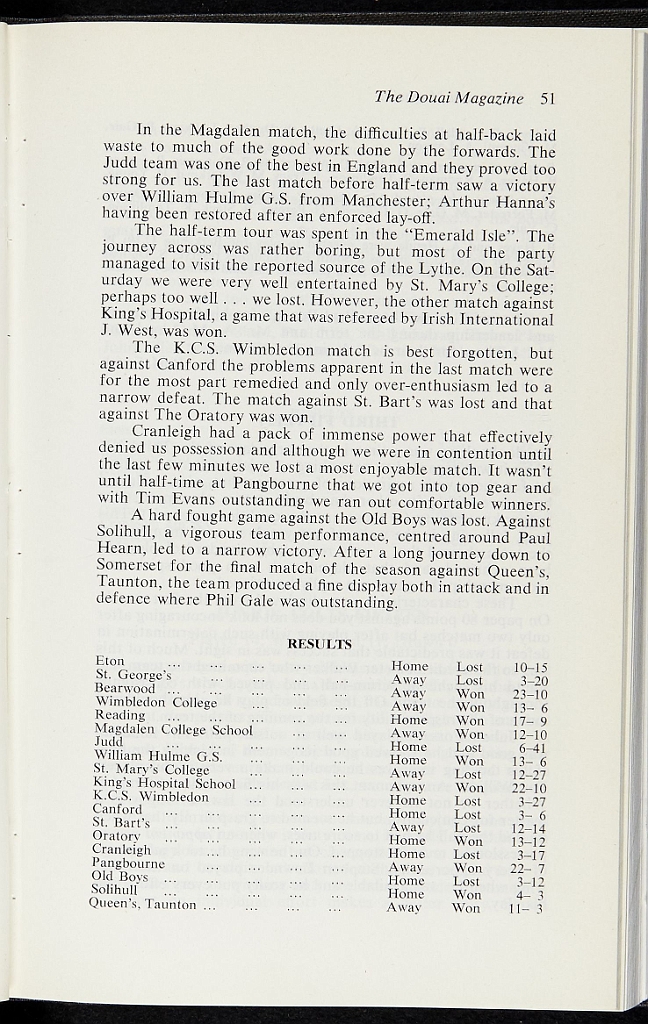 The Douai Magazine 51
In the Magdalen match, the difficulties at half-back laid
waste to much of the good work done by the forwards. The
Judd team was one of the best in England and they proved too
strong for us. The last match before half-term saw a victory
over William Hulme G.S. from Manchester; Arthur Hanna's
having been restored after an enforced lay-off.
The half-term tour was spent in the "Emerald Isle". The
journey across was rather boring, but most of the party
managed to visit the reported source of the Lythe. On the Sat-
urday we were very well entertained by St. Mary's College;
perhaps too well . . . we lost. However, the other match against
King's Hospital, a game that was refereed by Irish International
J. West, was won.
The K.C.S. Wimbledon match is best forgotten, but
against Canford the problems apparent in the last match were
for the most part remedied and only over-enthusiasm led to a
narrow defeat. The match against St. Bart's was lost and that
against The Oratory was won.
Cranleigh had a pack of immense power that effectively
denied us possession and although we were in contention until
the last few minutes we lost a most enjoyable match. It wasn't
until half-time at Pangbourne that we got into top gear and
with Tim Evans outstanding we ran out comfortable winners.
A hard fought game against the Old Boys was lost. Against
Solihull, a vigorous team performance, centred around Paul
Hearn, led to a narrow victory. After a long journey down to
Somerset for the final match of the season against Queen's,
Taunton, the team produced a fine display both in attack and in
defence where Phil Gale was outstanding.
RESULTS
Eton ... ... ... ... ... Home Lost 10–15
St. George's ... ... ... ... Away Lost 3–20
Bearwood ... ... ... ... ... Away Won 23–10
Wimbledon College ... ... ... Away Won 13– 6
Reading ... ... ... ... ... Home Won 17– 9
Magdalen College School ... ... Away Won 12–10
Judd ... ... ... ... ... Home Lost 6–41
William Hulme G.S. ... ... ... Home Won 13– 6
St. Mary's College ... ... ... Away Lost 12–27
King's Hospital School ... ... ... Away Won 22–10
K.C.S. Wimbledon ... ... ... Home Lost 3–27
Canford ... ... ... ... ... Home Lost 3– 6
St. Bart's ... ... ... ... ... Away Lost 12–14
Oratory ... ... ... ... ... Home Won 13–12
Cranleigh ... ... ... ... Home Lost 3–17
Pangbourne ... ... ... ... Away Won 22– 7
Old Boys ... ... ... ... ... Home Lost 3–12
Solihull ... ... ... ... ... Home Won 4– 3
Queen's, Taunton ... ... ... ... Away Won 11– 3